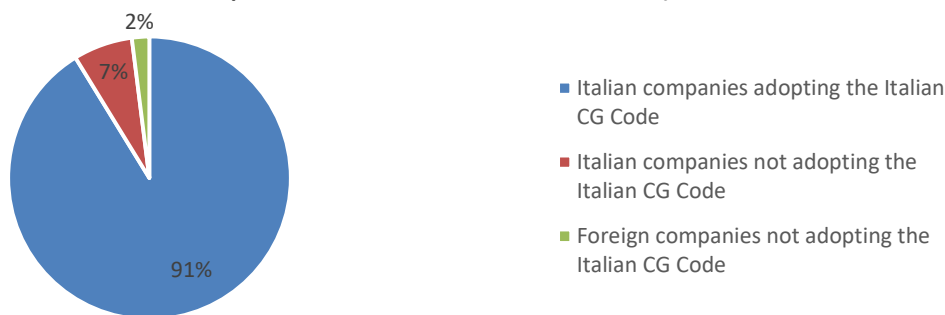 2%
7%
91%
Italian companies adopting the Italian
CG Code
Italian companies not adopting the
Italian CG Code
Foreign companies not adopting the
Italian CG Code